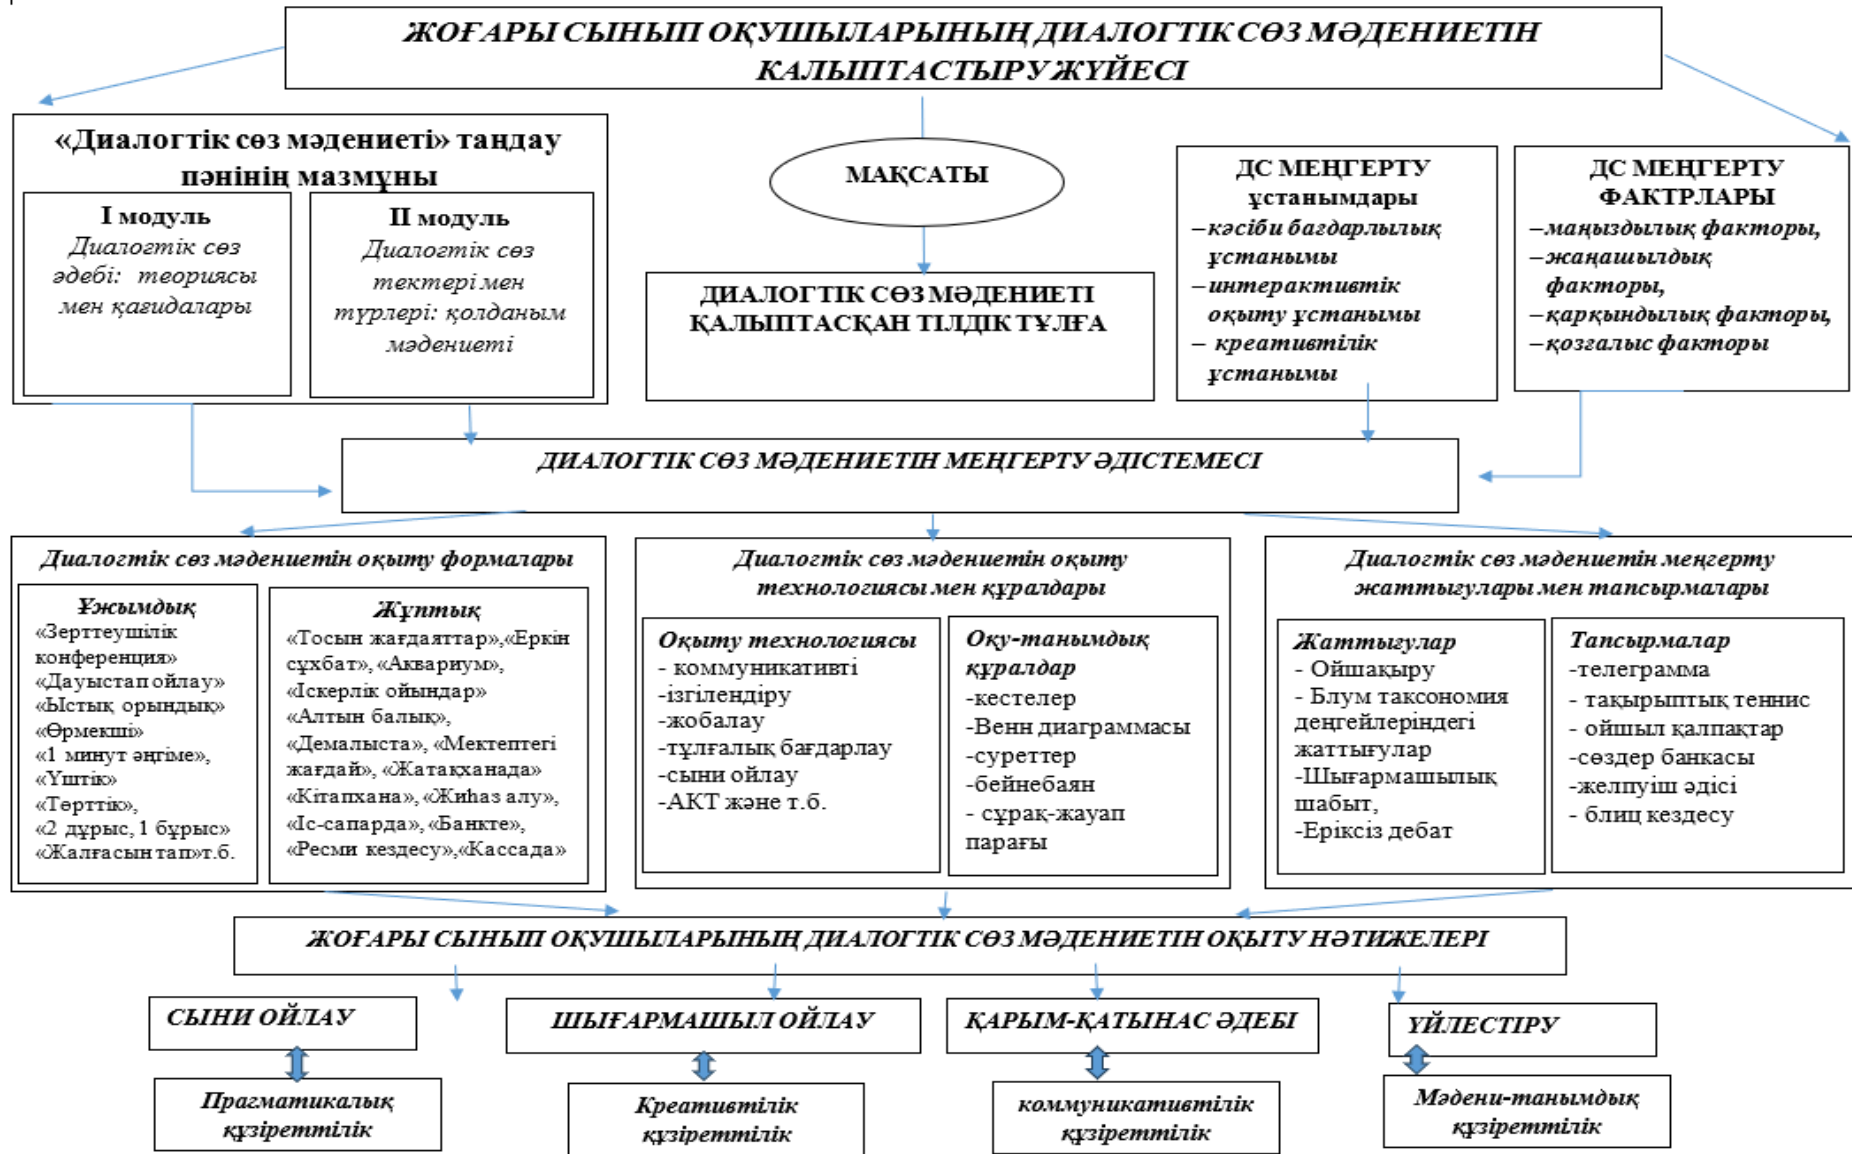 ЖОҒАРЫ СЫНЫП ОҚУШЫЛАРЫНЫҢ ДИАЛОГТІК СӨЗ МӘДЕНИЕТІН
КАЛЫПТАСТЫРУ ЖҮЙЕСІ
«Диалогтік сөз мәдениеті» таңдау
пәнінің мазмұны
I модуль
Диалогтік сөз
әдебі: теориясы
мен қағидалары
II модуль
Диалогтік сөз
тектері мен
түрлері: қолданым
мәдениеті
МАҚСАТЫ
ДИАЛОГТІК СӨЗ МӘДЕНИЕТІ
ҚАЛЫПТАСҚАН ТІЛДІК ТҰЛҒА
ДС МЕҢГЕРТУ
ұстанымдары
–кәсіби бағдарлылық
ұстанымы
–интерактивтік
оқыту ұстанымы
– креативтілік
ұстанымы
ДС МЕҢГЕРТУ
ФАКТРЛАРЫ
–маңыздылық факторы,
–жаңашылдық
факторы,
–қарқындылық факторы,
–қозғалыс факторы
ДИАЛОГТІК СӨЗ МӘДЕНИЕТІН МЕҢГЕРТУ ӘДІСТЕМЕСІ
Диалогтік сөз мәдениетін оқыту формалары
Ұжымдық
«Зерттеушілік
конференция»
«Дауыстап ойлау»
«Ыстық орындық»
«Өрмекші»
«1 минут әңгіме»,
«Үштік»
«Төрттік»,
«2 дұрыс, 1 бұрыс»
«Жалғасын тап»т.б.
Жұптық
«Тосын жағдаяттар»,«Еркін
сұхбат», «Аквариум»,
«Іскерлік ойындар»
«Алтын балық»,
«Демалыста», «Мектептегі
жағдай», «Жатақханада»
«Кітапхана», «Жиһаз алу»,
«Іс-сапарда», «Банкте»,
«Ресми кездесу»,«Кассада»
Диалогтік сөз мәдениетін оқыту
технологиясы мен құралдары
Оқыту технологиясы
- коммуникативті
-ізгілендіру
-жобалау
-тұлғалық бағдарлау
-сыни ойлау
-АКТ және т.б.
Оқу-танымдық
құралдар
-кестелер
-Венн диаграммасы
-суреттер
-бейнебаян
- сұрақ-жауап
парағы
Диалогтік сөз мәдениетін меңгерту
жаттығулары мен тапсырмалары
Жаттығулар
- Ойшақыру
- Блум таксономия
деңгейлеріндегі
жаттығулар
-Шығармашылық
шабыт,
-Еріксіз дебат
Тапсырмалар
-телеграмма
- тақырыптық теннис
- ойшыл қалпақтар
-сөздер банкасы
-желпуіш әдісі
- блиц кездесу
ЖОҒАРЫ СЫНЫП ОҚУШЫЛАРЫНЫҢ ДИАЛОГТІК СӨЗ МӘДЕНИЕТІН ОҚЫТУ НӘТИЖЕЛЕРІ
СЫНИ ОЙЛАУ
ШЫҒАРМАШЫЛ ОЙЛАУ
ҚАРЫМ-ҚАТЫНАС ӘДЕБІ
ҮЙЛЕСТІРУ
Прагматикалық
құзіреттілік
Креативтілік
құзіреттілік
коммуникативтілік
құзіреттілік
Мәдени-танымдық
құзіреттілік